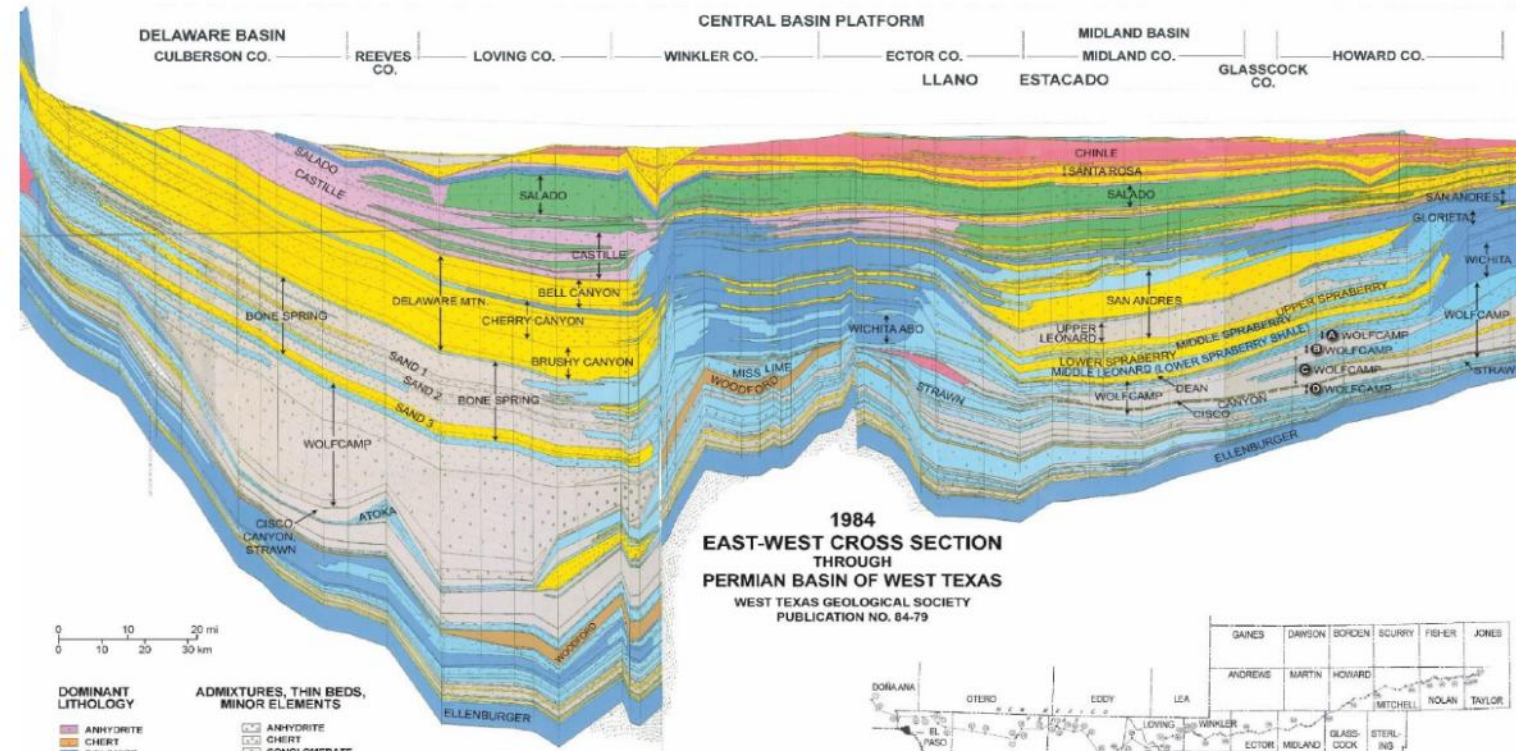 CENTRAL BASIN PLATFORM
DELAWARE BASIN
MIDLAND BASIN
CULBERSON CO.
REEVES
CO.
LOVING CO.
WINKLER CO.
ECTOR CO.
MIDLAND CO.
GLASSCOCK
CO.
HOWARD CO.
LLANO
ESTACADO
SALADO
CASTILLE
SALADO
CASTILLE
CHINLE
SANTA ROSA
SALADO
SAN ANDRES
GLORIETA
WICHITA
WOLFCAMP
STRAWN
BONE SPRING
DELAWARE MTN.
BELL CANYON
CHERRY CANYON
BRUSHY CANYON
SAND 1
SAND 2
SAND 3
BONE SPRING
WOLFCAMP
ATOKA
CISCO
CANYON,
STRAWN
WOODFORD
ELLENBURGER
MISS LIME
WOODFORD
WICHITA ABO
STRAWN
SAN ANDRES
UPPER
LEONARD
UPPER SPRABERRY
MIDDLE SPRABERRY
LOWER SPRABERRY
MIDDLE LEONARD (LOWER SPRABERRY SHALE)
DEAN
WOLFCAMP
CISCO
CANYON
A WOLFCAMP
B WOLFCAMP
C WOLFCAMP
D WOLFCAMP
ELLENBURGER
1984
EAST-WEST CROSS SECTION
THROUGH
PERMIAN BASIN OF WEST TEXAS
WEST TEXAS GEOLOGICAL SOCIETY
PUBLICATION NO. 84-79
0 10 20 mi
0 10 20 30 km
DOMINANT
LITHOLOGY
ANHYDRITE
CHERT
ADMIXTURES, THIN BEDS,
MINOR ELEMENTS
ANHYDRITE
CHERT
CONGLOMERATE
GAINES DAWSON BORDEN SCURRY FISHER JONES
ANDREWS MARTIN HOWARD
MITCHELL NOLAN TAYLOR
DOÑA ANA
OTERO
EDDY
LEA
NEW MEXICO
EL
PASO
LOVING
WINKLER
ECTOR
MIDLAND
GLASS-
COCK
STERL-
ING